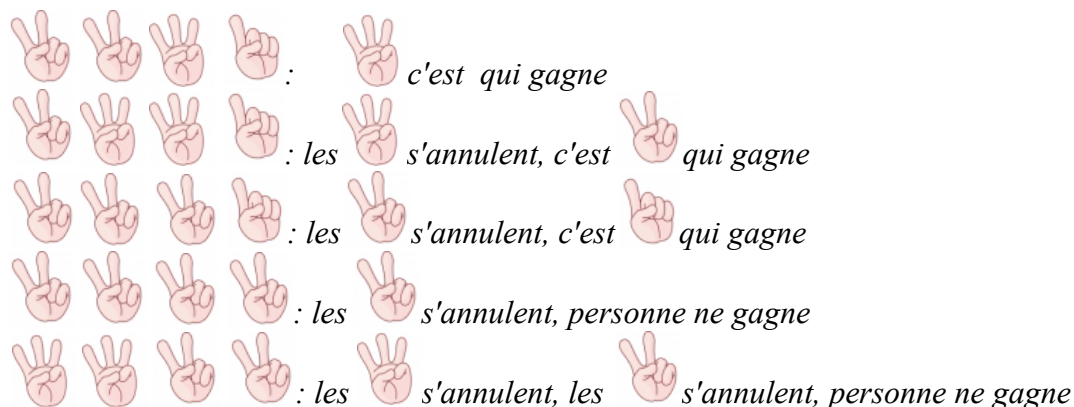 : c'est qui gagne
: les s'annulent, c'est qui gagne
: les s'annulent, c'est qui gagne
: les s'annulent, personne ne gagne
: les s'annulent, les s'annulent, personne ne gagne